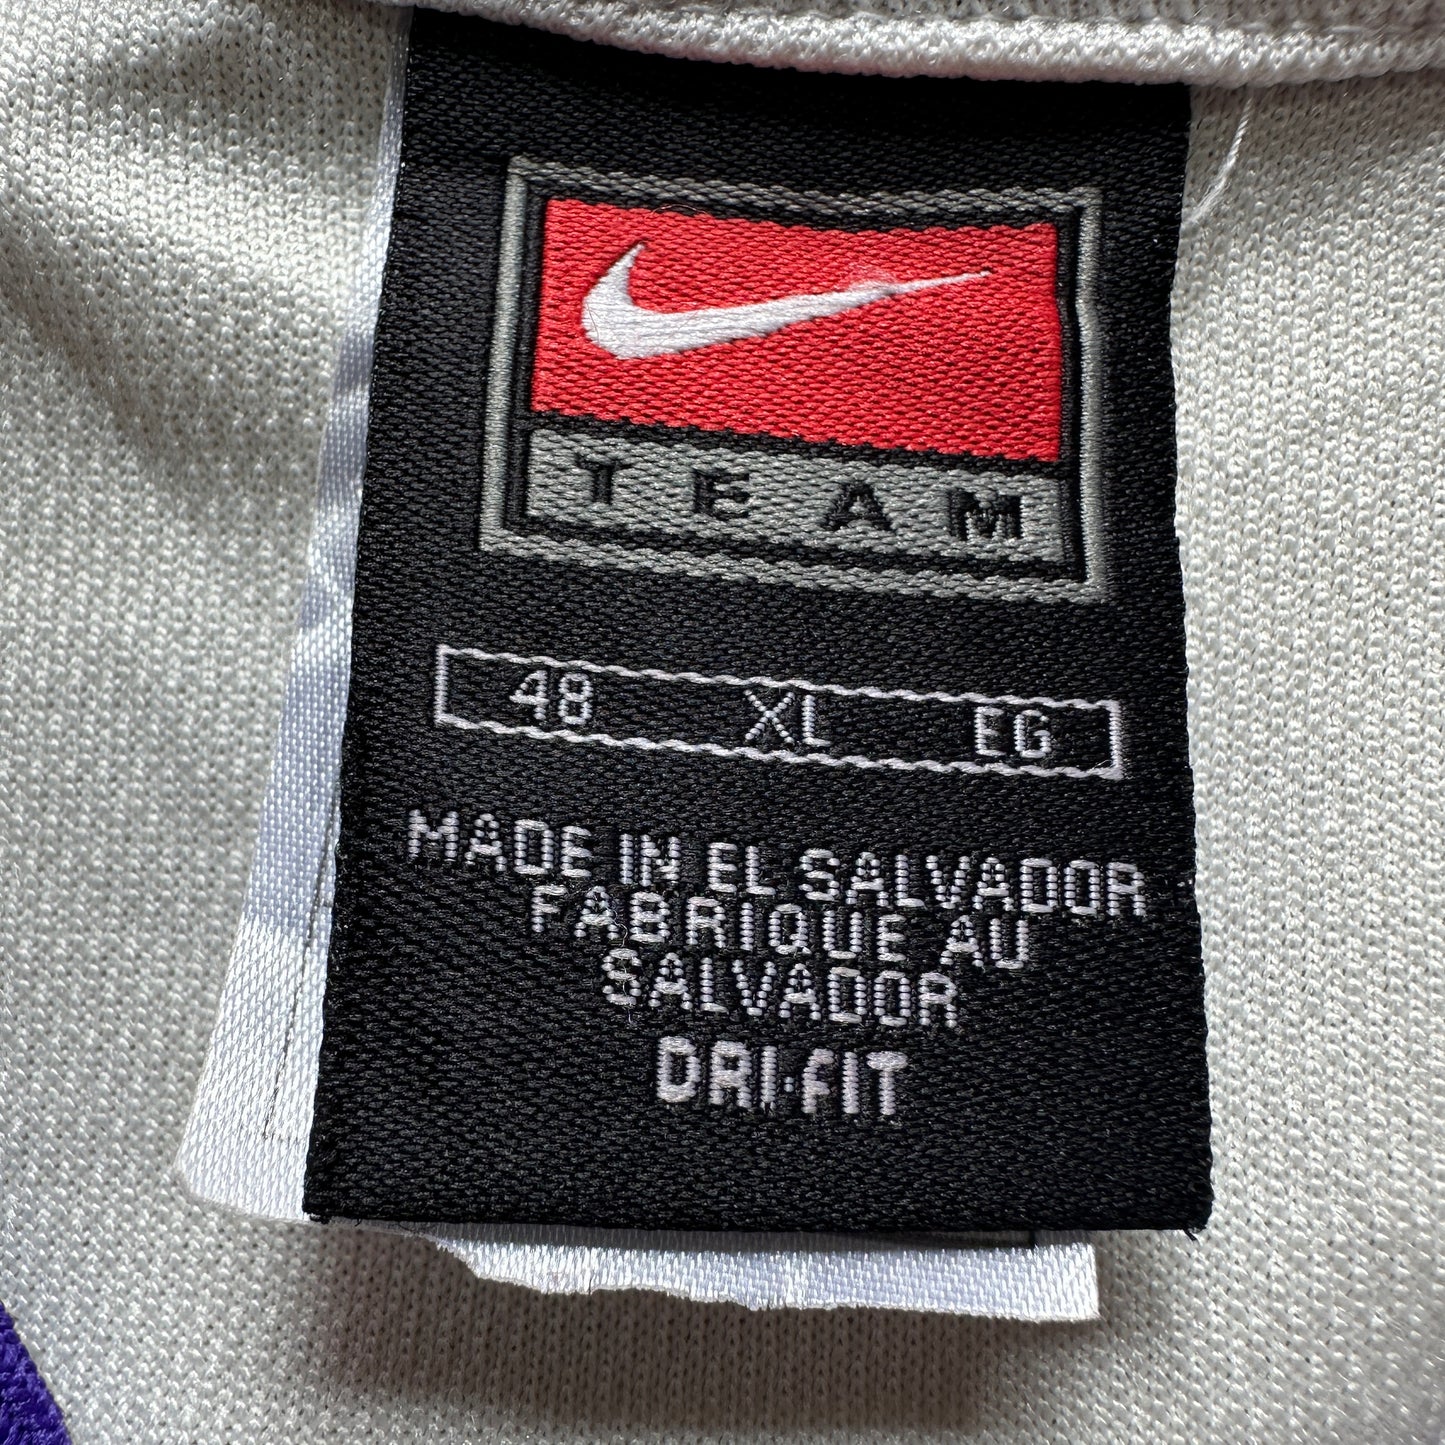 TEAM
48 XL EG
MADE IN EL SALVADOR
FABRIQUE AU
SALVADOR
DRI-FIT